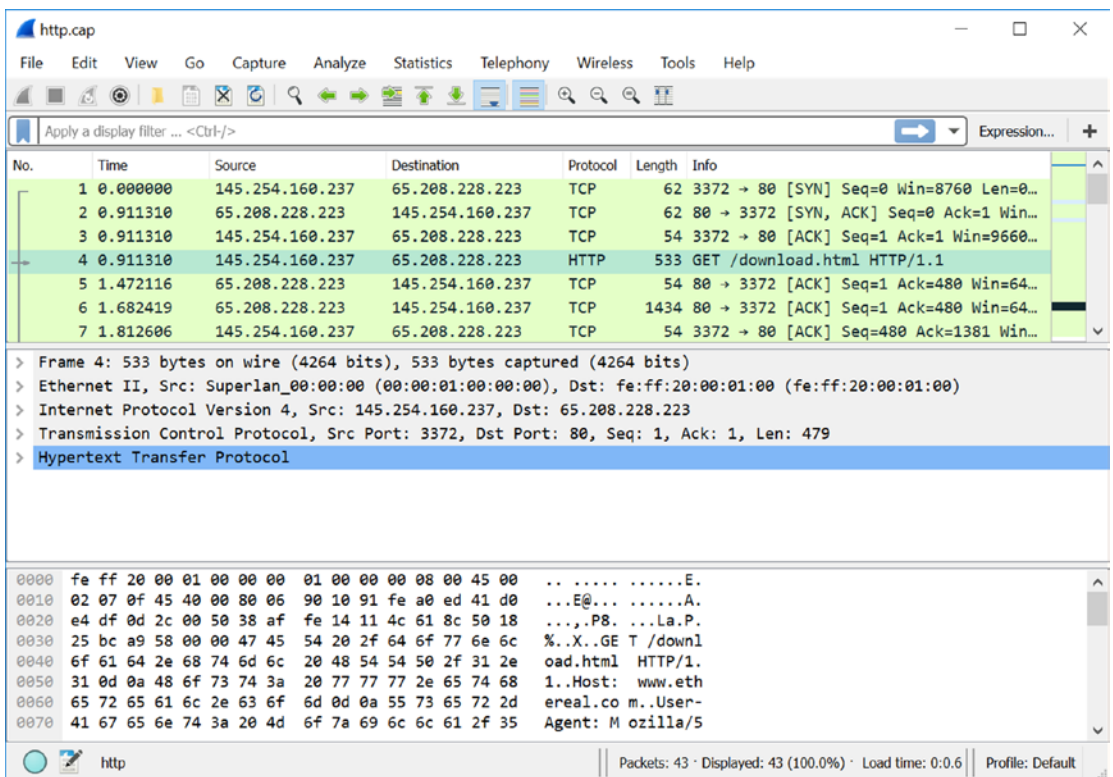 http.cap
File Edit View Go Capture Analyze Statistics Telephony Wireless Tools Help
Apply a display filter ... <Ctrl-/> Expression... +
No. Time Source Destination Protocol Length Info
1 0.000000 145.254.160.237 65.208.228.223 TCP 62 3372 → 80 [SYN] Seq=0 Win=8760 Len=0…
2 0.911310 65.208.228.223 145.254.160.237 TCP 62 80 → 3372 [SYN, ACK] Seq=0 Ack=1 Win…
3 0.911310 145.254.160.237 65.208.228.223 TCP 54 3372 → 80 [ACK] Seq=1 Ack=1 Win=9660…
4 0.911310 145.254.160.237 65.208.228.223 HTTP 533 GET /download.html HTTP/1.1
5 1.472116 65.208.228.223 145.254.160.237 TCP 54 80 → 3372 [ACK] Seq=1 Ack=480 Win=64…
6 1.682419 65.208.228.223 145.254.160.237 TCP 1434 80 → 3372 [ACK] Seq=1 Ack=480 Win=64…
7 1.812606 145.254.160.237 65.208.228.223 TCP 54 3372 → 80 [ACK] Seq=480 Ack=1381 Win…
> Frame 4: 533 bytes on wire (4264 bits), 533 bytes captured (4264 bits)
> Ethernet II, Src: Superlan_00:00:00 (00:00:01:00:00:00), Dst: fe:ff:20:00:01:00 (fe:ff:20:00:01:00)
> Internet Protocol Version 4, Src: 145.254.160.237, Dst: 65.208.228.223
> Transmission Control Protocol, Src Port: 3372, Dst Port: 80, Seq: 1, Ack: 1, Len: 479
> Hypertext Transfer Protocol
0000 fe ff 20 00 01 00 00 00 01 00 00 00 08 00 45 00 .. ..... ......E.
0010 02 07 0f 45 40 00 80 06 90 10 91 fe a0 ed 41 d0 ...E@... ......A.
0020 e4 df 0d 2c 00 50 38 af fe 14 11 4c 61 8c 50 18 ...,.P8. ...La.P.
0030 25 bc a9 58 00 00 47 45 54 20 2f 64 6f 77 6e 6c %..X..GE T /downl
0040 6f 61 64 2e 68 74 6d 6c 20 48 54 54 50 2f 31 2e oad.html HTTP/1.
0050 31 0d 0a 48 6f 73 74 3a 20 77 77 77 2e 65 74 68 1..Host: www.eth
0060 65 72 65 61 6c 2e 63 6f 6d 0d 0a 55 73 65 72 2d ereal.co m..User-
0070 41 67 65 6e 74 3a 20 4d 6f 7a 69 6c 6c 61 2f 35 Agent: M ozilla/5
http Packets: 43 · Displayed: 43 (100.0%) · Load time: 0:0.6 Profile: Default